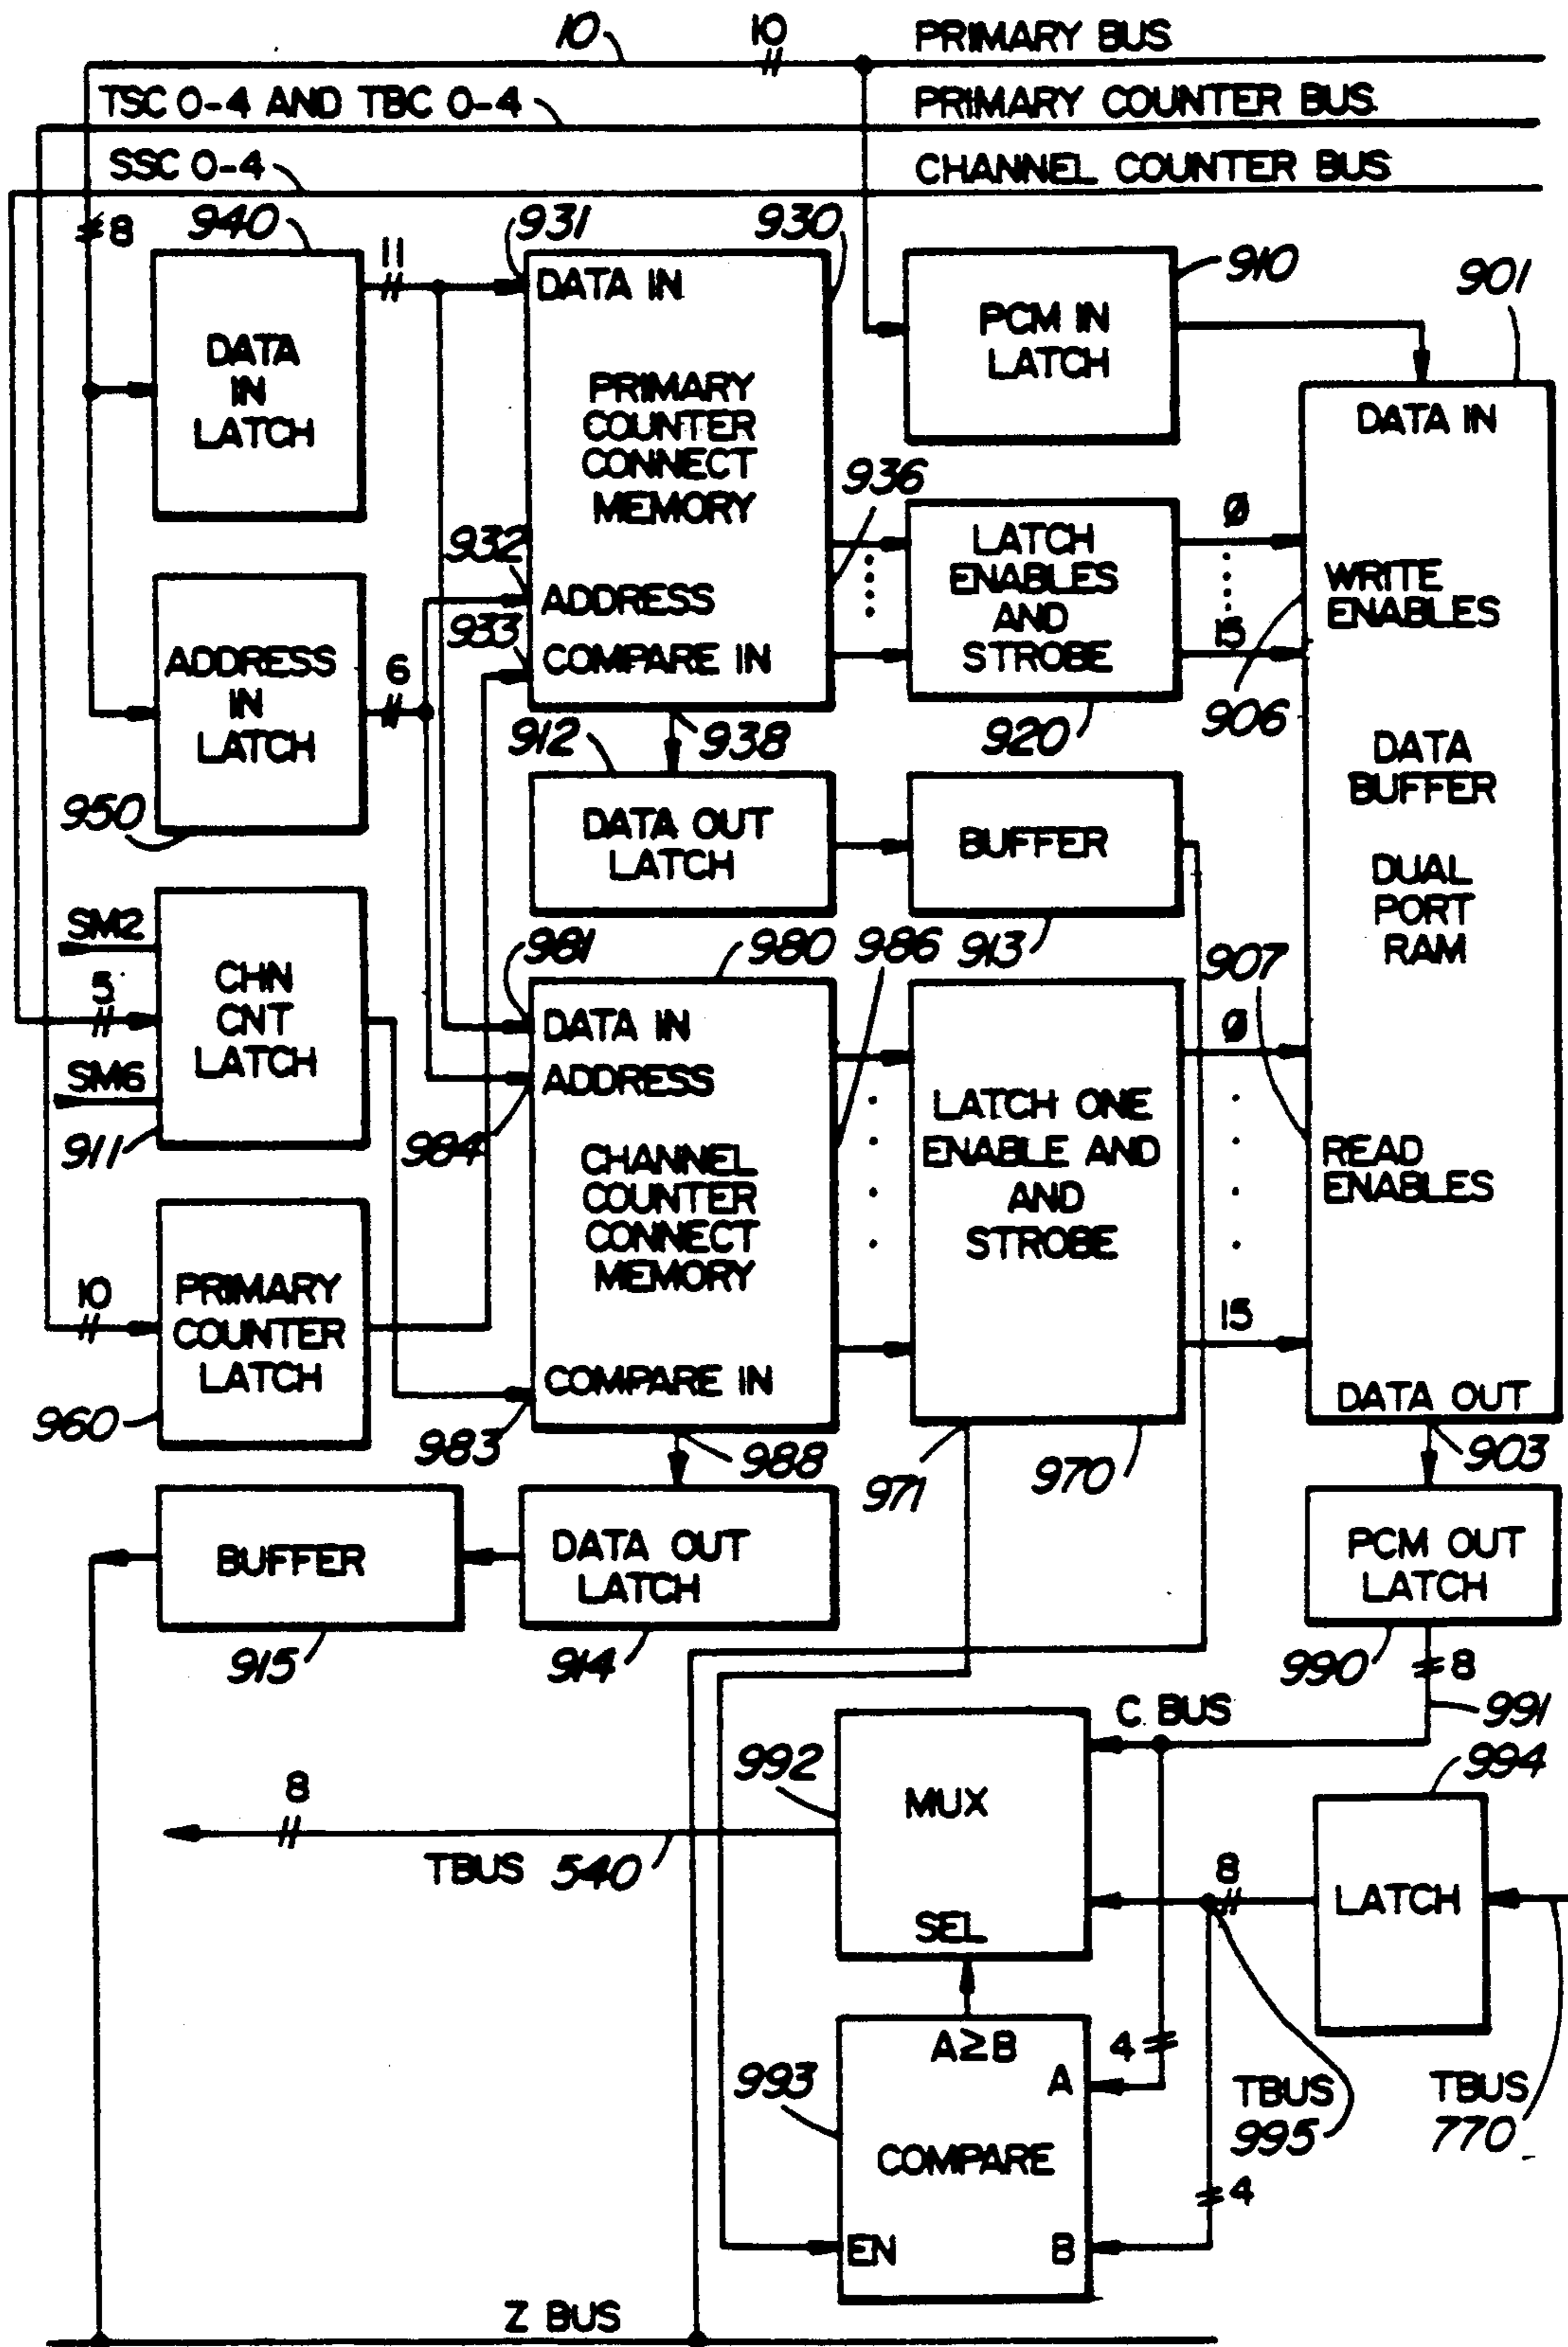 10
10
PRIMARY BUS
TSC 0-4 AND TBC 0-4
PRIMARY COUNTER BUS
SSC 0-4
CHANNEL COUNTER BUS
8
940
11
931
930
910
901
DATA IN
DATA
IN
LATCH
PCM IN
LATCH
PRIMARY
COUNTER
CONNECT
MEMORY
DATA IN
936
932
LATCH
ENABLES
AND
STROBE
Ø
15
WRITE
ENABLES
ADDRESS
933
COMPARE IN
ADDRESS
IN
LATCH
6
906
912
938
920
950
DATA OUT
LATCH
BUFFER
DATA
BUFFER
DUAL
PORT
RAM
SM2
981
980
986
913
907
5
CHN
CNT
LATCH
DATA IN
ADDRESS
Ø
SM6
911
984
CHANNEL
COUNTER
CONNECT
MEMORY
LATCH ONE
ENABLE AND
AND
STROBE
READ
ENABLES
10
PRIMARY
COUNTER
LATCH
15
COMPARE IN
DATA OUT
960
983
988
971
970
903
BUFFER
DATA OUT
LATCH
PCM OUT
LATCH
915
914
990
8
C BUS
991
992
994
8
MUX
TBUS 540
8
LATCH
SEL
A≥B
4
A
993
TBUS
995
TBUS
770
COMPARE
4
EN
B
Z BUS